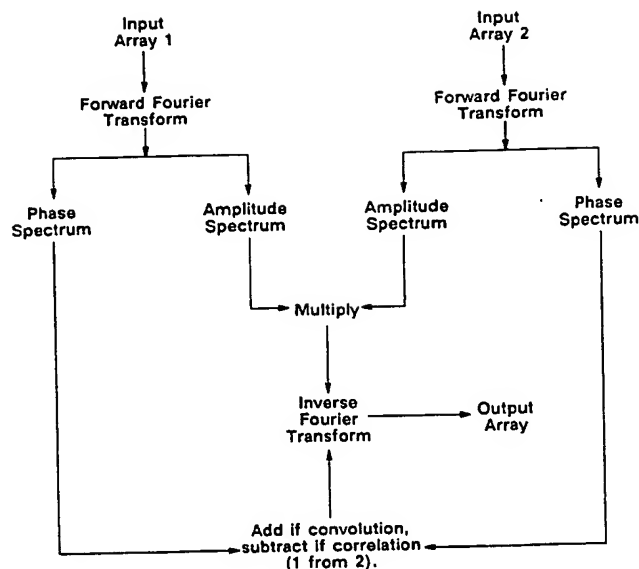 Input
Array 1
Input
Array 2
Forward Fourier
Transform
Forward Fourier
Transform
Phase
Spectrum
Amplitude
Spectrum
Amplitude
Spectrum
Phase
Spectrum
Multiply
Inverse
Fourier
Transform
Output
Array
Add if convolution,
subtract if correlation
(1 from 2).